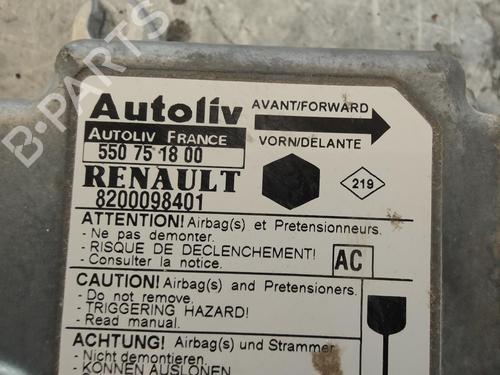 Autoliv
AVANT/FORWARD
AUTOLIV FRANCE
550 75 18 00
VORN/DELANTE
RENAULT
8200098401
219
ATTENTION! Airbag(s) et Pretensionneurs.
- Ne pas demonter.
- RISQUE DE DECLENCHEMENT!
- Consulter la notice.
AC
CAUTION! Airbag(s) and Pretensioners.
- Do not remove.
- TRIGGERING HAZARD!
- Read manual.
ACHTUNG! Airbag(s) und Strammer
- Nicht demontieren.
- KONEN AUSLOSEN
B-PARTS